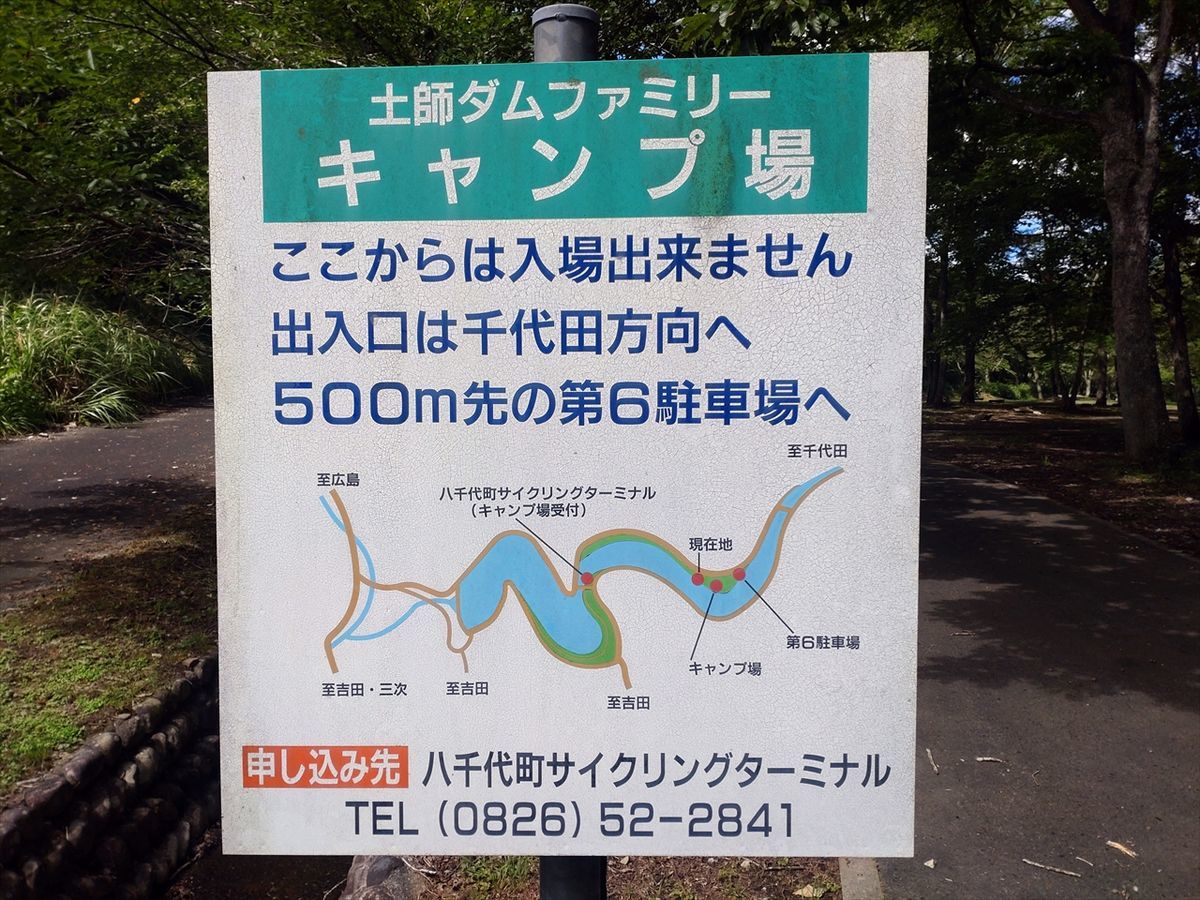 土師ダムファミリー
キャンプ場
ここからは入場出来ません
出入口は千代田方向へ
500m先の第6駐車場へ
至千代田
至広島
八千代町サイクリングターミナル
(キャンプ場受付)
現在地
第6駐車場
キャンプ場
至吉田・三次
至吉田
至吉田
申し込み先 八千代町サイクリングターミナル
TEL (0826) 52-2841